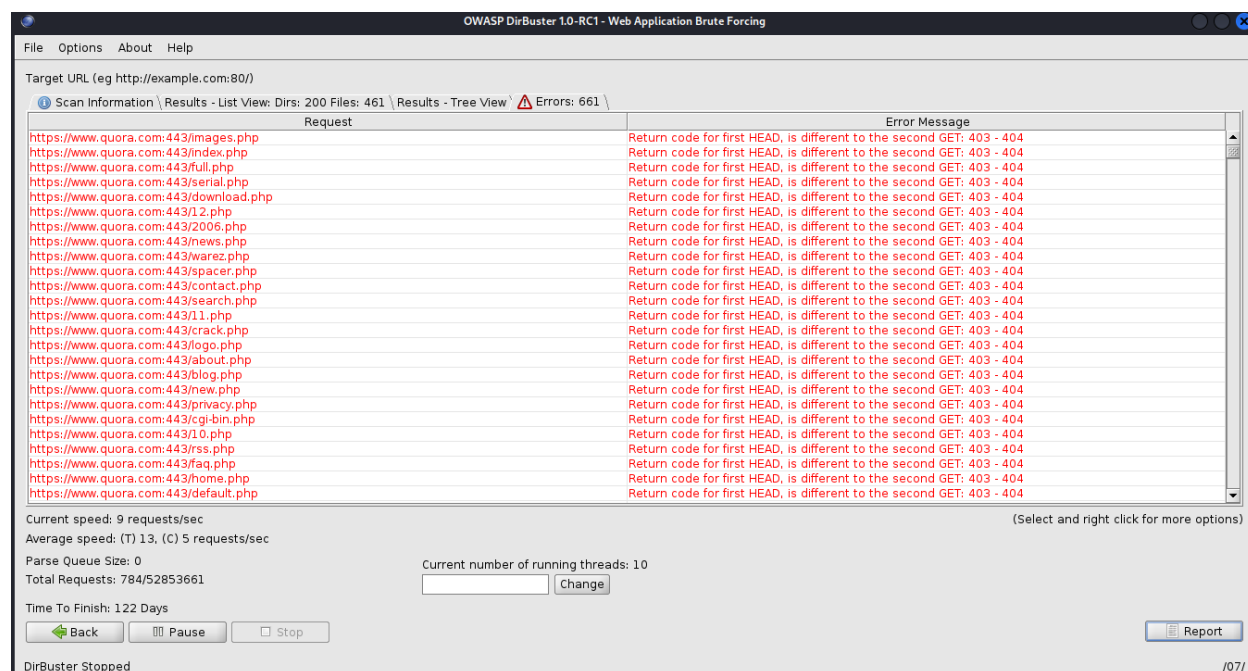 OWASP DirBuster 1.0-RC1 - Web Application Brute Forcing
File Options About Help
Target URL (eg http://example.com:80/)
Scan Information Results - List View: Dirs: 200 Files: 461 Results - Tree View Errors: 661
Request Error Message
https://www.quora.com:443/images.php Return code for first HEAD, is different to the second GET: 403 - 404
https://www.quora.com:443/index.php Return code for first HEAD, is different to the second GET: 403 - 404
https://www.quora.com:443/full.php Return code for first HEAD, is different to the second GET: 403 - 404
https://www.quora.com:443/serial.php Return code for first HEAD, is different to the second GET: 403 - 404
https://www.quora.com:443/download.php Return code for first HEAD, is different to the second GET: 403 - 404
https://www.quora.com:443/12.php Return code for first HEAD, is different to the second GET: 403 - 404
https://www.quora.com:443/2006.php Return code for first HEAD, is different to the second GET: 403 - 404
https://www.quora.com:443/news.php Return code for first HEAD, is different to the second GET: 403 - 404
https://www.quora.com:443/warez.php Return code for first HEAD, is different to the second GET: 403 - 404
https://www.quora.com:443/spacer.php Return code for first HEAD, is different to the second GET: 403 - 404
https://www.quora.com:443/contact.php Return code for first HEAD, is different to the second GET: 403 - 404
https://www.quora.com:443/search.php Return code for first HEAD, is different to the second GET: 403 - 404
https://www.quora.com:443/11.php Return code for first HEAD, is different to the second GET: 403 - 404
https://www.quora.com:443/crack.php Return code for first HEAD, is different to the second GET: 403 - 404
https://www.quora.com:443/logo.php Return code for first HEAD, is different to the second GET: 403 - 404
https://www.quora.com:443/about.php Return code for first HEAD, is different to the second GET: 403 - 404
https://www.quora.com:443/blog.php Return code for first HEAD, is different to the second GET: 403 - 404
https://www.quora.com:443/new.php Return code for first HEAD, is different to the second GET: 403 - 404
https://www.quora.com:443/privacy.php Return code for first HEAD, is different to the second GET: 403 - 404
https://www.quora.com:443/cgi-bin.php Return code for first HEAD, is different to the second GET: 403 - 404
https://www.quora.com:443/10.php Return code for first HEAD, is different to the second GET: 403 - 404
https://www.quora.com:443/rss.php Return code for first HEAD, is different to the second GET: 403 - 404
https://www.quora.com:443/faq.php Return code for first HEAD, is different to the second GET: 403 - 404
https://www.quora.com:443/home.php Return code for first HEAD, is different to the second GET: 403 - 404
https://www.quora.com:443/default.php Return code for first HEAD, is different to the second GET: 403 - 404
Current speed: 9 requests/sec (Select and right click for more options)
Average speed: (T) 13, (C) 5 requests/sec
Parse Queue Size: 0 Current number of running threads: 10
Total Requests: 784/52853661 Change
Time To Finish: 122 Days
Back Pause Stop Report
DirBuster Stopped /07/